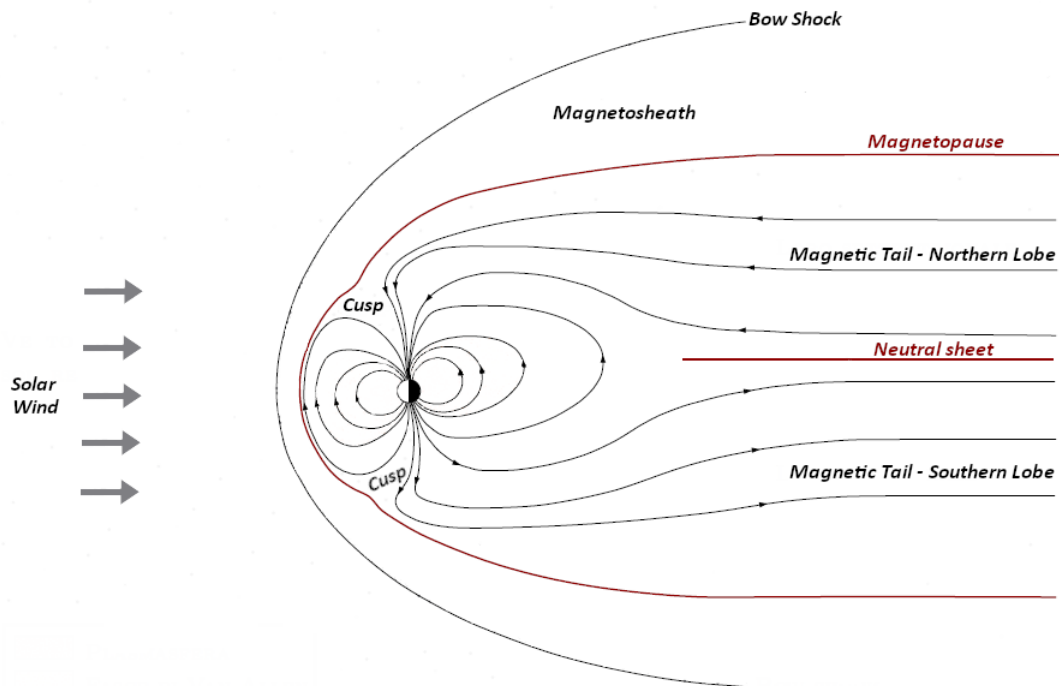 Bow Shock
Magnetosheath
Magnetopause
Magnetic Tail - Northern Lobe
Cusp
Neutral sheet
Solar
Wind
Magnetic Tail - Southern Lobe
Cusp